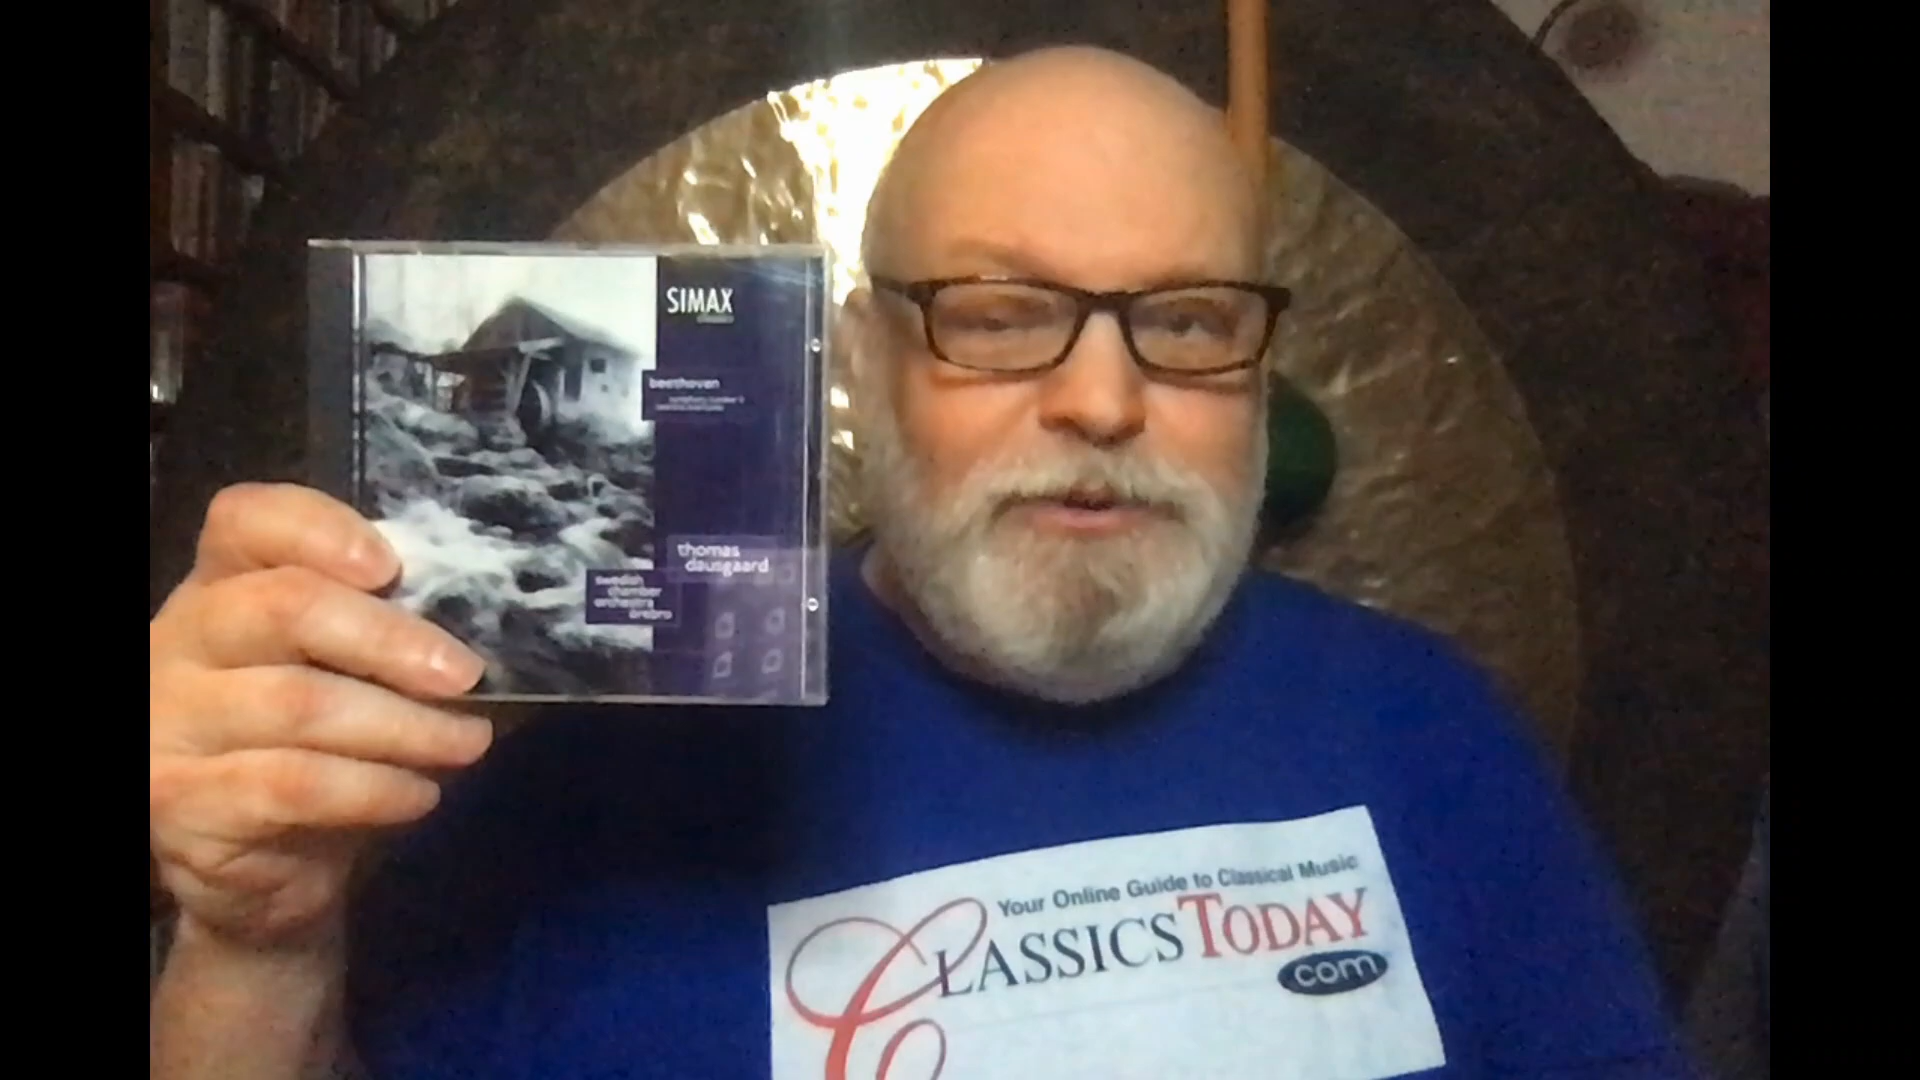 SIMAX
beethoven
thomas
dausgaard
swedish
chamber
orchestra
örebro
Your Online Guide to Classical Music
CLASSICSTODAY
com